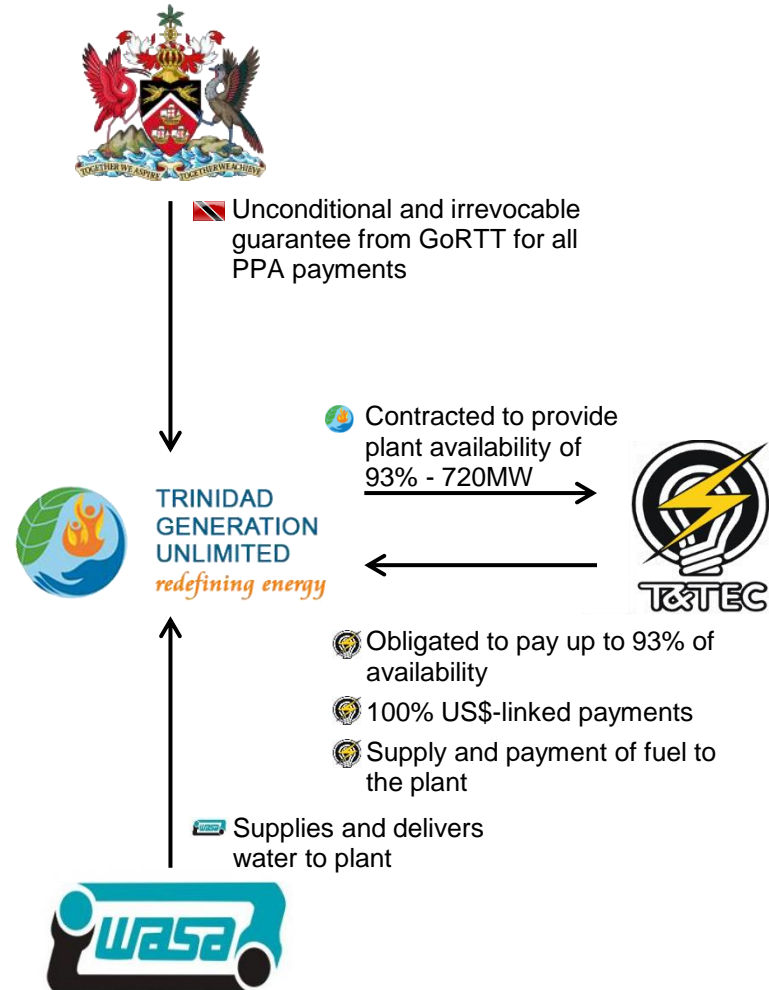 TOGETHER WE ASPIRE TOGETHER WE ACHIEVE
Unconditional and irrevocable
guarantee from GoRTT for all
PPA payments
Contracted to provide
plant availability of
93% - 720MW
TRINIDAD
GENERATION
UNLIMITED
redefining energy
T&TEC
Obligated to pay up to 93% of
availability
100% US$-linked payments
Supply and payment of fuel to
the plant
wasa
Supplies and delivers
water to plant
wasa